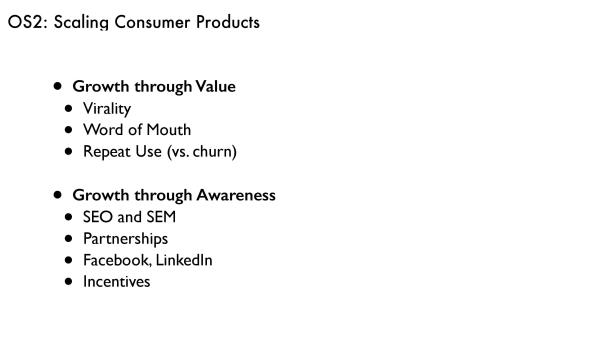 OS2: Scaling Consumer Products
• Growth through Value
• Virality
• Word of Mouth
• Repeat Use (vs. churn)
• Growth through Awareness
• SEO and SEM
• Partnerships
• Facebook, LinkedIn
• Incentives